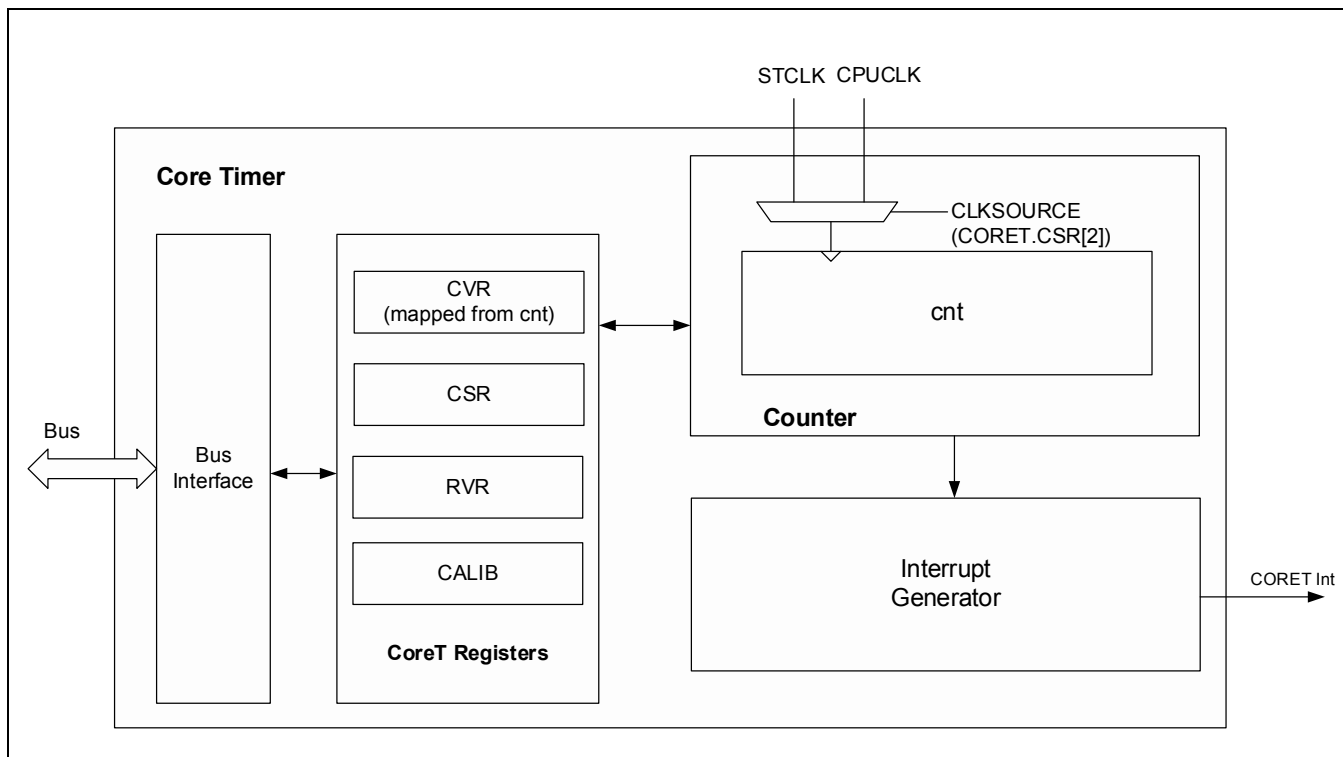 STCLK CPUCLK
Core Timer
CLKSOURCE
(CORET.CSR[2])
CVR
(mapped from cnt)
cnt
CSR
Counter
Bus
Bus
Interface
RVR
CALIB
Interrupt
Generator
CORET Int
CoreT Registers